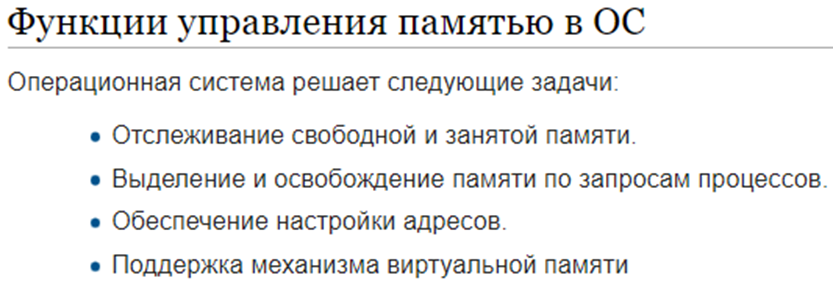 Функции управления памятью в ОС
Операционная система решает следующие задачи:
• Отслеживание свободной и занятой памяти.
• Выделение и освобождение памяти по запросам процессов.
• Обеспечение настройки адресов.
• Поддержка механизма виртуальной памяти